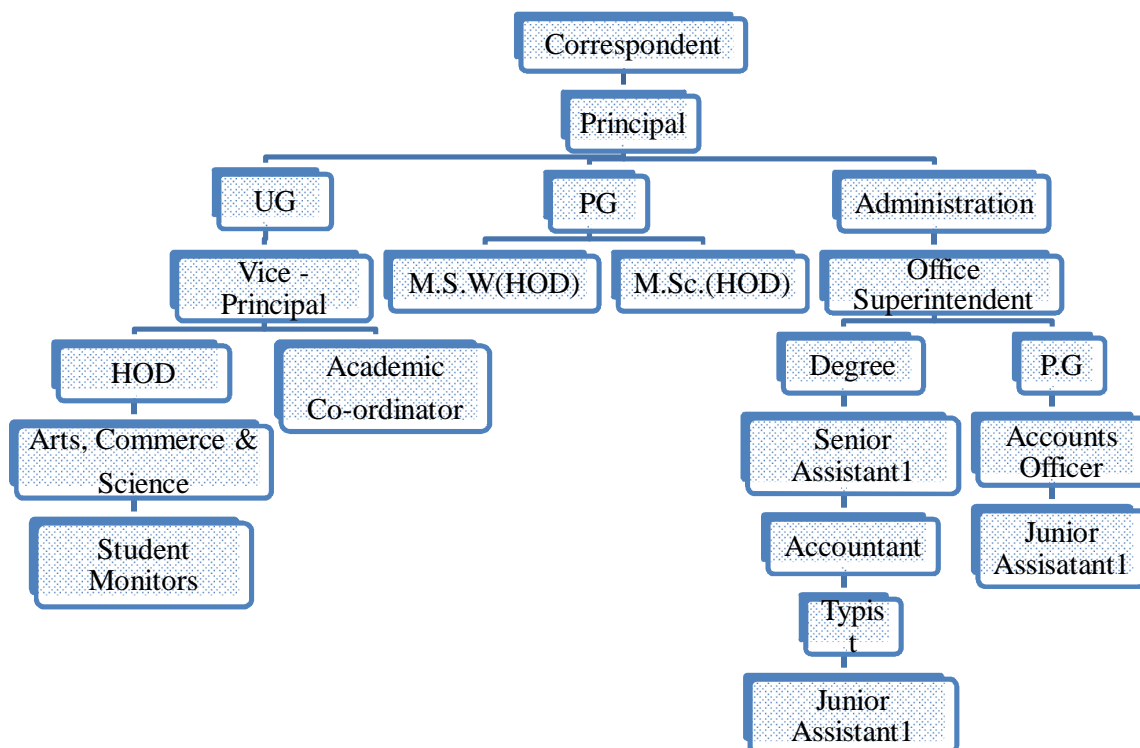 Correspondent
Principal
UG
PG
Administration
Vice -
Principal
M.S.W(HOD)
M.Sc.(HOD)
Office
Superintendent
HOD
Academic
Co-ordinator
Degree
P.G
Arts, Commerce &
Science
Senior
Assistant1
Accounts
Officer
Student
Monitors
Accountant
Junior
Assisatant1
Typis
t
Junior
Assistant1